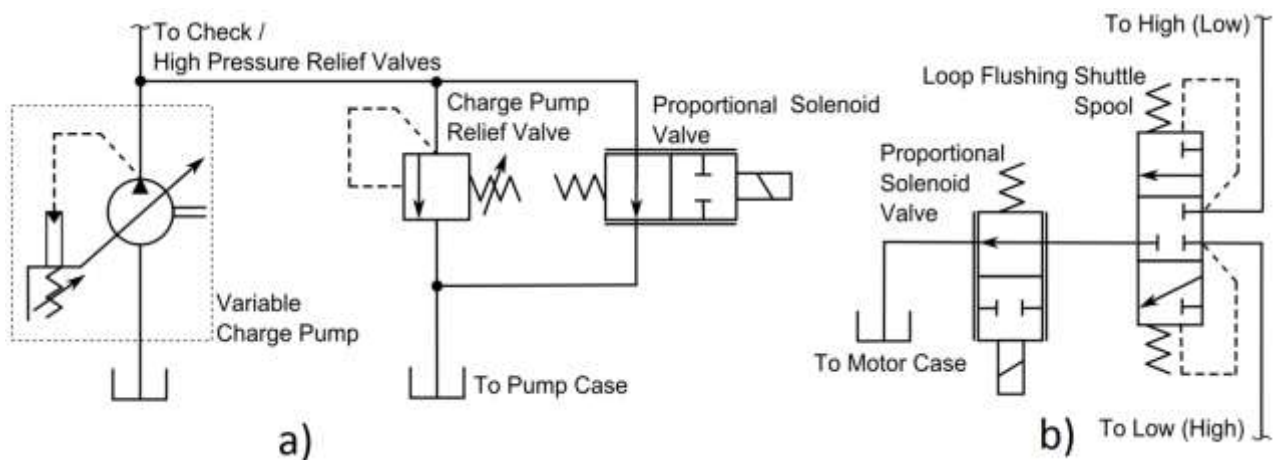 To Check /
High Pressure Relief Valves
Charge Pump
Relief Valve
Proportional Solenoid
Valve
Variable
Charge Pump
To Pump Case
a)
To High (Low)
Loop Flushing Shuttle
Spool
Proportional
Solenoid
Valve
To Motor Case
To Low (High)
b)